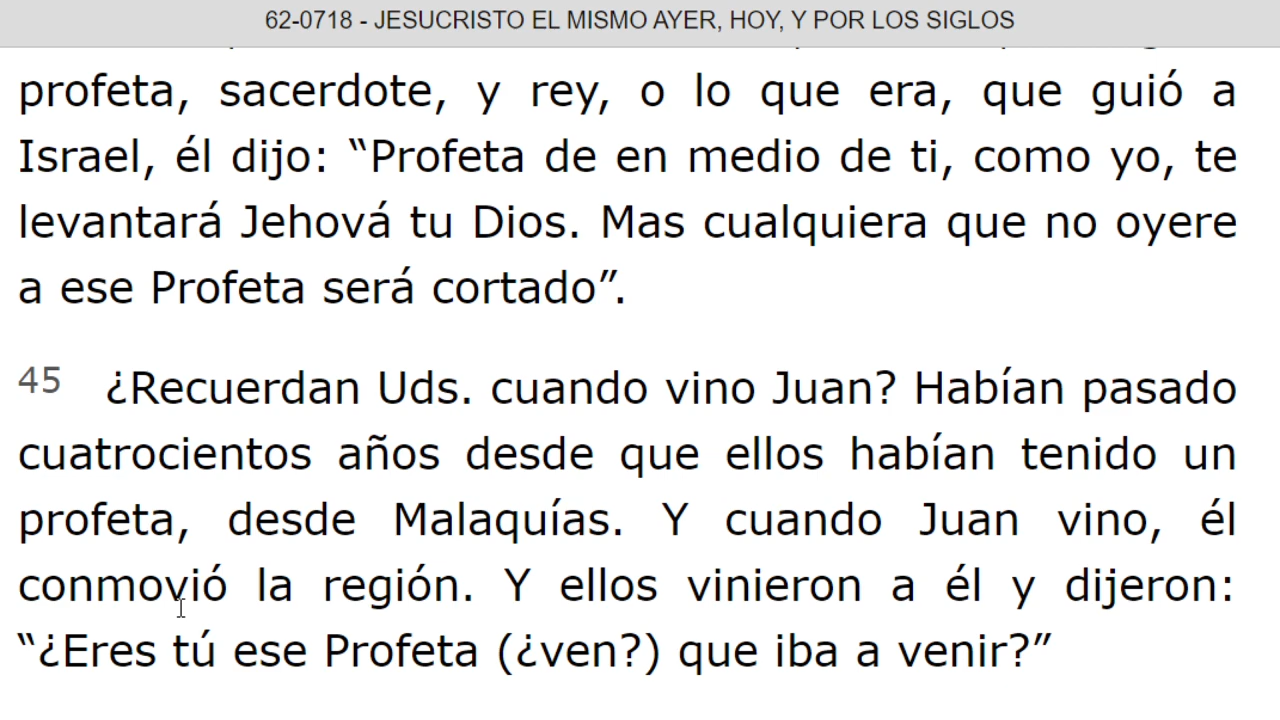 62-0718 - JESUCRISTO EL MISMO AYER, HOY, Y POR LOS SIGLOS
profeta, sacerdote, y rey, o lo que era, que guió a
Israel, él dijo: “Profeta de en medio de ti, como yo, te
levantará Jehová tu Dios. Mas cualquiera que no oyere
a ese Profeta será cortado”.
45 ¿Recuerdan Uds. cuando vino Juan? Habían pasado
cuatrocientos años desde que ellos habían tenido un
profeta, desde Malaquías. Y cuando Juan vino, él
conmovió la región. Y ellos vinieron a él y dijeron:
“¿Eres tú ese Profeta (¿ven?) que iba a venir?”